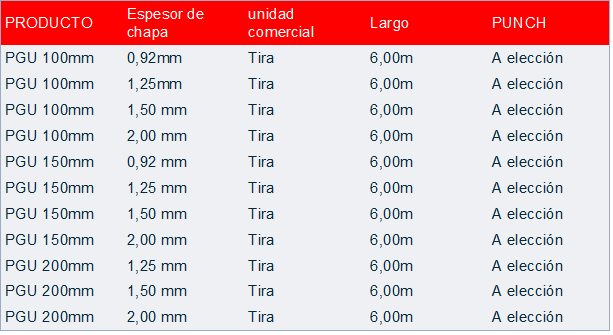 PRODUCTO Espesor de chapa unidad comercial Largo PUNCH
PGU 100mm 0,92mm Tira 6,00m A elección
PGU 100mm 1,25mm Tira 6,00m A elección
PGU 100mm 1,50 mm Tira 6,00m A elección
PGU 100mm 2,00 mm Tira 6,00m A elección
PGU 150mm 0,92 mm Tira 6,00m A elección
PGU 150mm 1,25 mm Tira 6,00m A elección
PGU 150mm 1,50 mm Tira 6,00m A elección
PGU 150mm 2,00 mm Tira 6,00m A elección
PGU 200mm 1,25 mm Tira 6,00m A elección
PGU 200mm 1,50 mm Tira 6,00m A elección
PGU 200mm 2,00 mm Tira 6,00m A elección